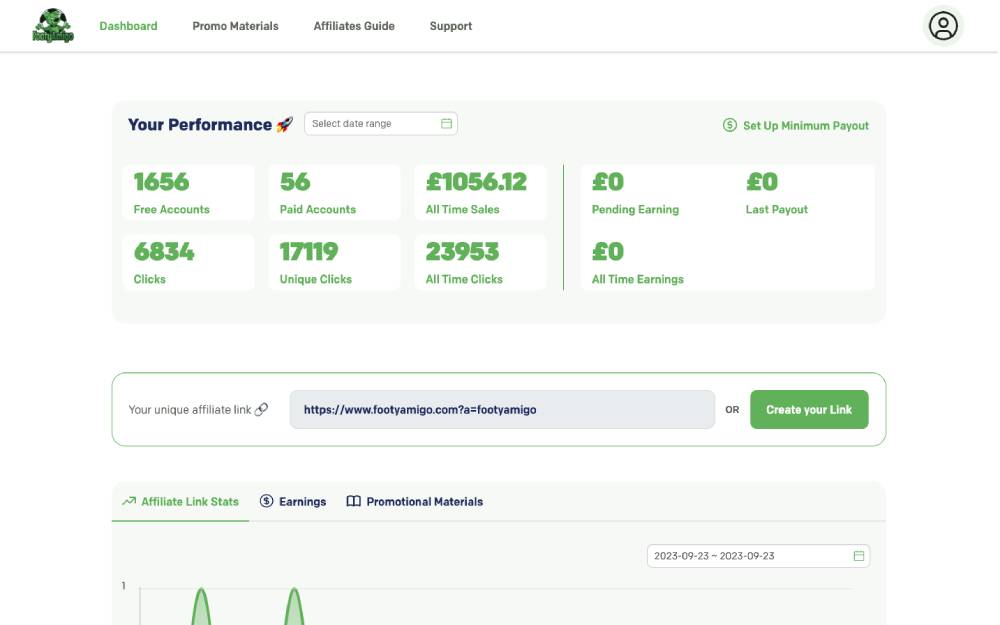 FootyAmigo
Dashboard
Promo Materials
Affiliates Guide
Support
Your Performance 🚀
Select date range
Set Up Minimum Payout
1656
Free Accounts
56
Paid Accounts
£1056.12
All Time Sales
£0
Pending Earning
£0
Last Payout
6834
Clicks
17119
Unique Clicks
23953
All Time Clicks
£0
All Time Earnings
Your unique affiliate link 🔗
https://www.footyamigo.com?a=footyamigo
OR
Create your Link
Affiliate Link Stats
Earnings
Promotional Materials
2023-09-23 ~ 2023-09-23
1